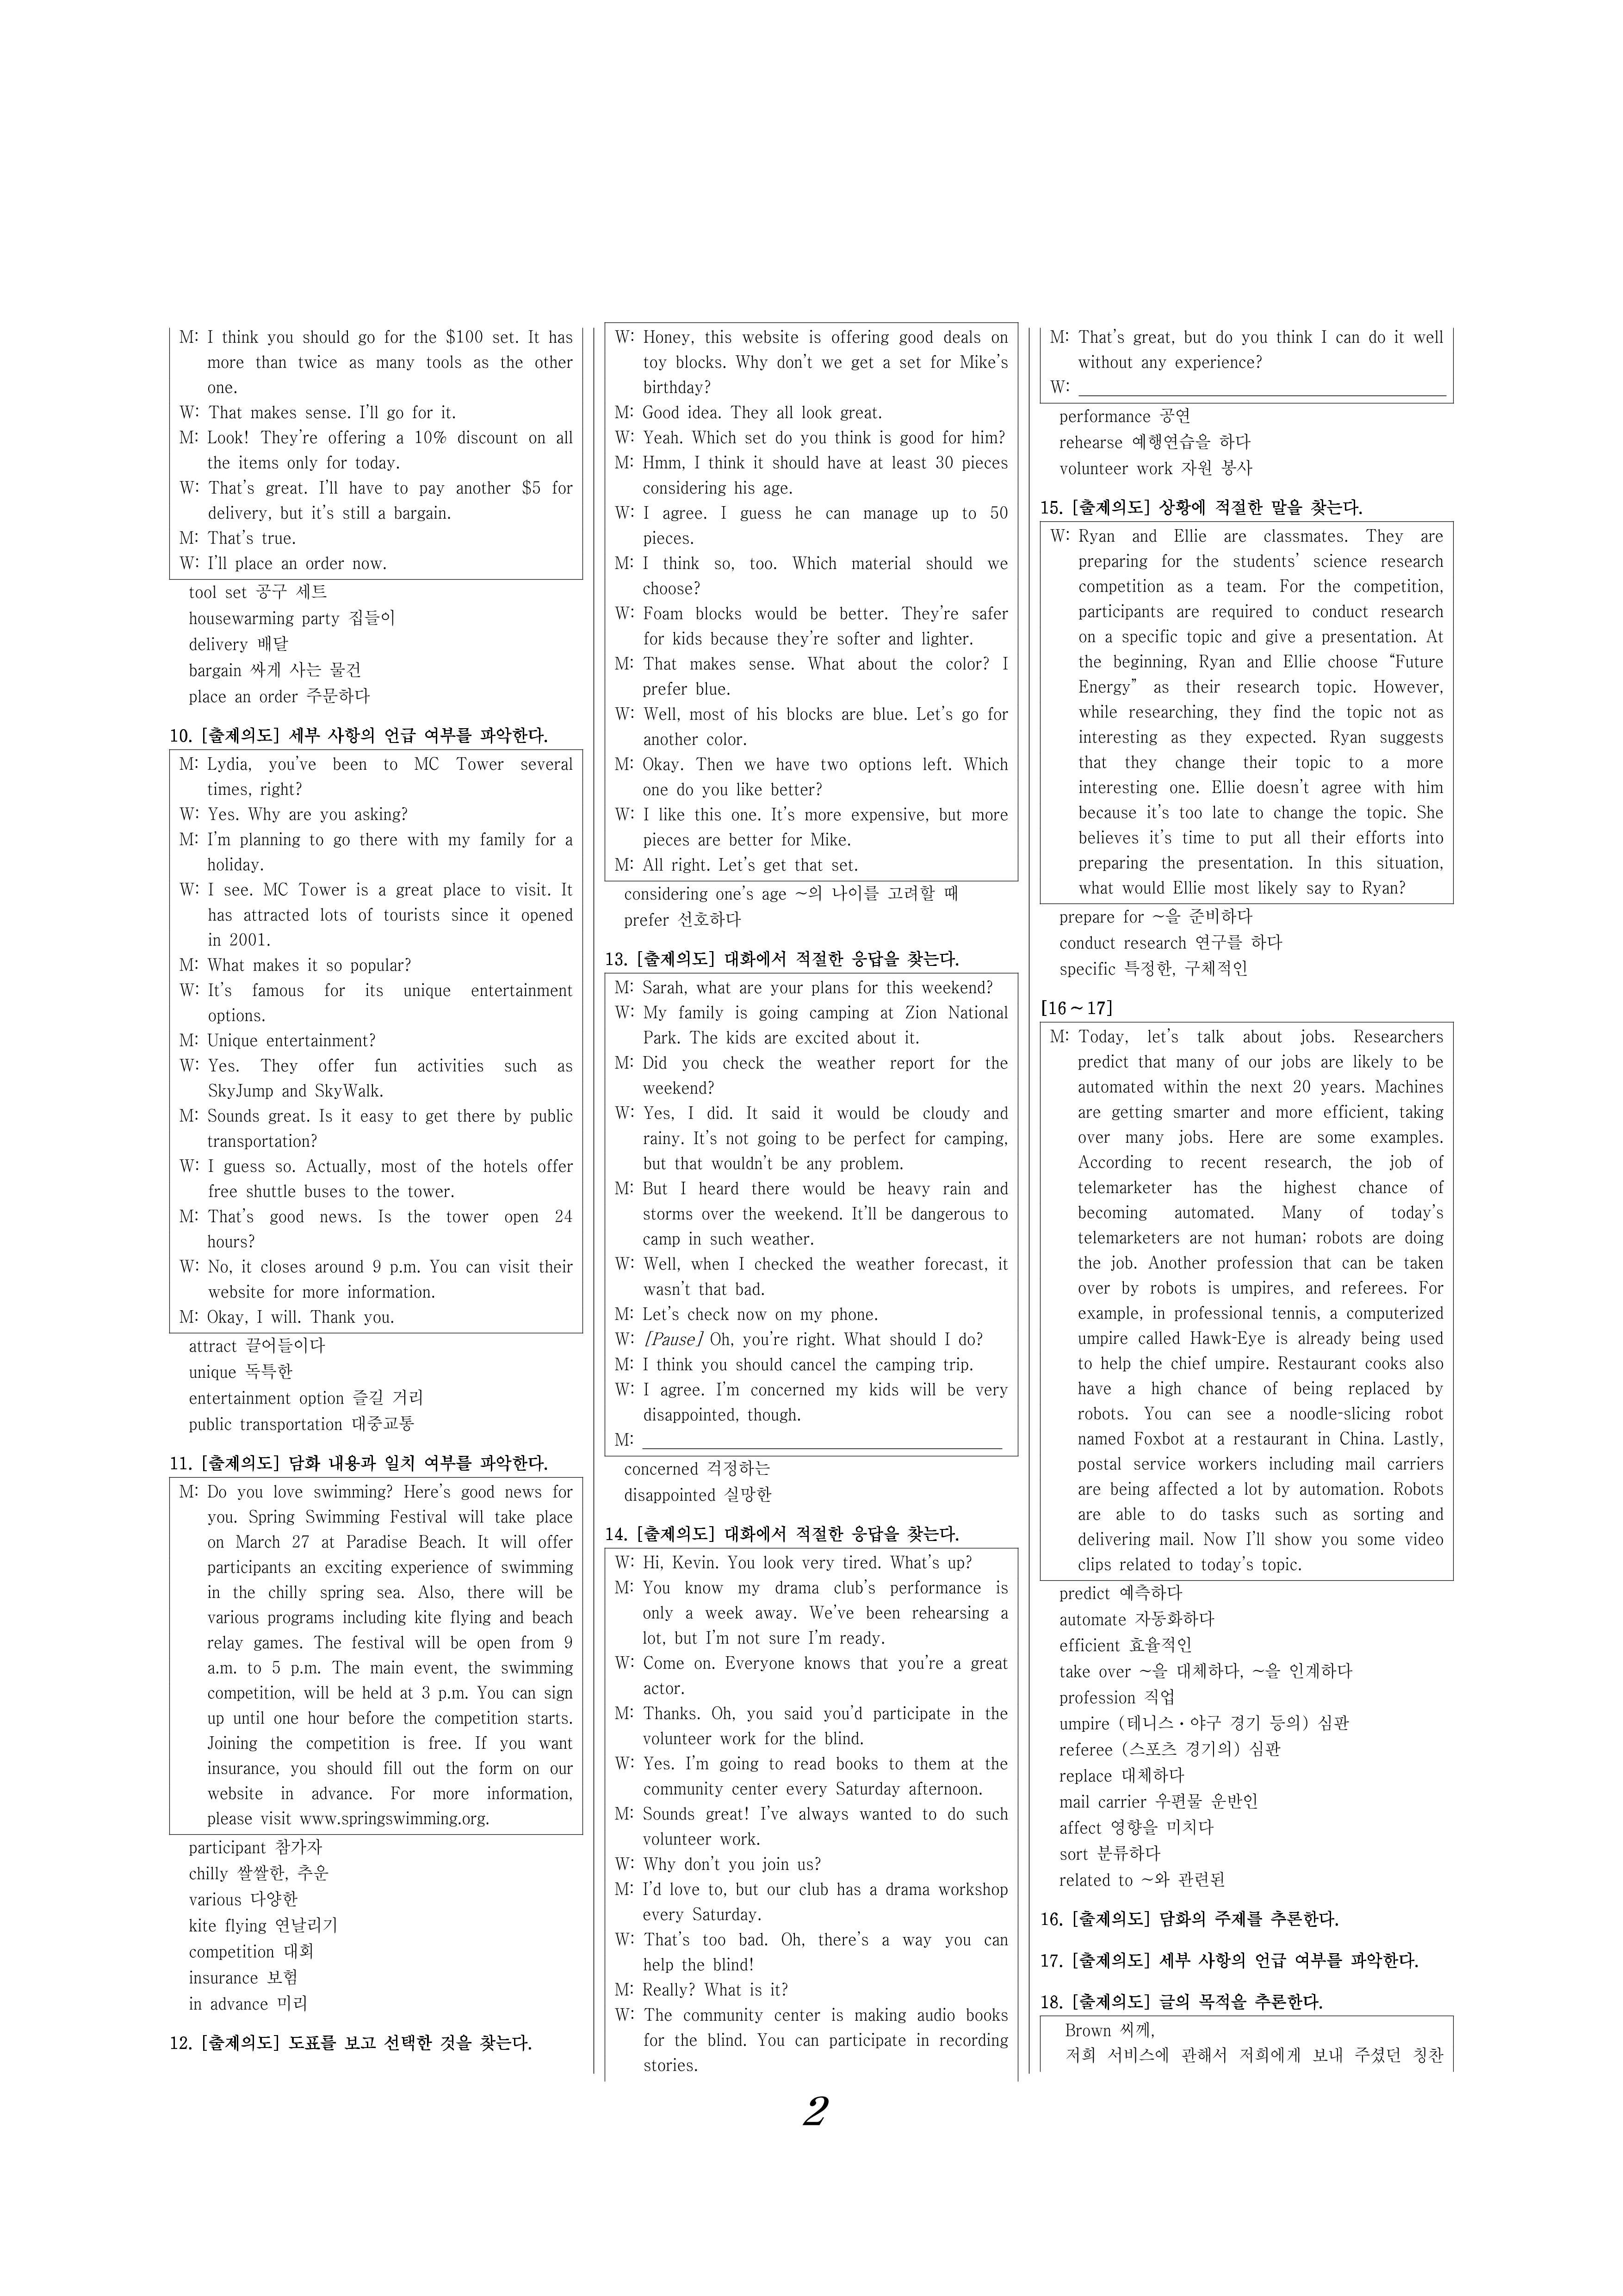 M: I think you should go for the $100 set. It has
more than twice as many tools as the other
one.
W: That makes sense. I'll go for it.
M: Look! They're offering a 10% discount on all
the items only for today.
W: That's great. I'll have to pay another $5 for
delivery, but it's still a bargain.
M: That's true.
W: I'll place an order now.
tool set 공구 세트
housewarming party 집들이
delivery 배달
bargain 싸게 사는 물건
place an order 주문하다
10. [출제의도] 세부 사항의 언급 여부를 파악한다.
M: Lydia, you've been to MC Tower several
times, right?
W: Yes. Why are you asking?
M: I'm planning to go there with my family for a
holiday.
W: I see. MC Tower is a great place to visit. It
has attracted lots of tourists since it opened
in 2001.
M: What makes it so popular?
W: It's famous for its unique entertainment
options.
M: Unique entertainment?
W: Yes. They offer fun activities such as
SkyJump and SkyWalk.
M: Sounds great. Is it easy to get there by public
transportation?
W: I guess so. Actually, most of the hotels offer
free shuttle buses to the tower.
M: That's good news. Is the tower open 24
hours?
W: No, it closes around 9 p.m. You can visit their
website for more information.
M: Okay, I will. Thank you.
attract 끌어들이다
unique 독특한
entertainment option 즐길 거리
public transportation 대중교통
11. [출제의도] 담화 내용과 일치 여부를 파악한다.
M: Do you love swimming? Here's good news for
you. Spring Swimming Festival will take place
on March 27 at Paradise Beach. It will offer
participants an exciting experience of swimming
in the chilly spring sea. Also, there will be
various programs including kite flying and beach
relay games. The festival will be open from 9
a.m. to 5 p.m. The main event, the swimming
competition, will be held at 3 p.m. You can sign
up until one hour before the competition starts.
Joining the competition is free. If you want
insurance, you should fill out the form on our
website in advance. For more information,
please visit www.springswimming.org.
participant 참가자
chilly 쌀쌀한, 추운
various 다양한
kite flying 연날리기
competition 대회
insurance 보험
in advance 미리
12. [출제의도] 도표를 보고 선택한 것을 찾는다.
W: Honey, this website is offering good deals on
toy blocks. Why don't we get a set for Mike's
birthday?
M: Good idea. They all look great.
W: Yeah. Which set do you think is good for him?
M: Hmm, I think it should have at least 30 pieces
considering his age.
W: I agree. I guess he can manage up to 50
pieces.
M: I think so, too. Which material should we
choose?
W: Foam blocks would be better. They're safer
for kids because they're softer and lighter.
M: That makes sense. What about the color? I
prefer blue.
W: Well, most of his blocks are blue. Let's go for
another color.
M: Okay. Then we have two options left. Which
one do you like better?
W: I like this one. It's more expensive, but more
pieces are better for Mike.
M: All right. Let's get that set.
considering one's age ~의 나이를 고려할 때
prefer 선호하다
13. [출제의도] 대화에서 적절한 응답을 찾는다.
M: Sarah, what are your plans for this weekend?
W: My family is going camping at Zion National
Park. The kids are excited about it.
M: Did you check the weather report for the
weekend?
W: Yes, I did. It said it would be cloudy and
rainy. It's not going to be perfect for camping,
but that wouldn't be any problem.
M: But I heard there would be heavy rain and
storms over the weekend. It'll be dangerous to
camp in such weather.
W: Well, when I checked the weather forecast, it
wasn't that bad.
M: Let's check now on my phone.
W: [Pause] Oh, you're right. What should I do?
M: I think you should cancel the camping trip.
W: I agree. I'm concerned my kids will be very
disappointed, though.
M:
concerned 걱정하는
disappointed 실망한
14. [출제의도] 대화에서 적절한 응답을 찾는다.
W: Hi, Kevin. You look very tired. What's up?
M: You know my drama club's performance is
only a week away. We've been rehearsing a
lot, but I'm not sure I'm ready.
W: Come on. Everyone knows that you're a great
actor.
M: Thanks. Oh, you said you'd participate in the
volunteer work for the blind.
W: Yes. I'm going to read books to them at the
community center every Saturday afternoon.
M: Sounds great! I've always wanted to do such
volunteer work.
W: Why don't you join us?
M: I'd love to, but our club has a drama workshop
every Saturday.
W: That's too bad. Oh, there's a way you can
help the blind!
M: Really? What is it?
W: The community center is making audio books
for the blind. You can participate in recording
stories.
M: That's great, but do you think I can do it well
without any experience?
W:
performance 공연
rehearse 예행연습을 하다
volunteer work 자원 봉사
15. [출제의도] 상황에 적절한 말을 찾는다.
W: Ryan and Ellie are classmates. They are
preparing for the students' science research
competition as a team. For the competition,
participants are required to conduct research
on a specific topic and give a presentation. At
the beginning, Ryan and Ellie choose “Future
Energy” as their research topic. However,
while researching, they find the topic not as
interesting as they expected. Ryan suggests
that they change their topic to a more
interesting one. Ellie doesn't agree with him
because it's too late to change the topic. She
believes it's time to put all their efforts into
preparing the presentation. In this situation,
what would Ellie most likely say to Ryan?
prepare for ~을 준비하다
conduct research 연구를 하다
specific 특정한, 구체적인
[16~17]
M: Today, let's talk about jobs. Researchers
predict that many of our jobs are likely to be
automated within the next 20 years. Machines
are getting smarter and more efficient, taking
over many jobs. Here are some examples.
According to recent research, the job of
telemarketer has the highest chance of
becoming automated. Many of today's
telemarketers are not human; robots are doing
the job. Another profession that can be taken
over by robots is umpires, and referees. For
example, in professional tennis, a computerized
umpire called Hawk-Eye is already being used
to help the chief umpire. Restaurant cooks also
have a high chance of being replaced by
robots. You can see a noodle-slicing robot
named Foxbot at a restaurant in China. Lastly,
postal service workers including mail carriers
are being affected a lot by automation. Robots
are able to do tasks such as sorting and
delivering mail. Now I'll show you some video
clips related to today's topic.
predict 예측하다
automate 자동화하다
efficient 효율적인
take over ~을 대체하다, ~을 인계하다
profession 직업
umpire (테니스·야구 경기 등의) 심판
referee (스포츠 경기의) 심판
replace 대체하다
mail carrier 우편물 운반인
affect 영향을 미치다
sort 분류하다
related to ~와 관련된
16. [출제의도] 담화의 주제를 추론한다.
17. [출제의도] 세부 사항의 언급 여부를 파악한다.
18. [출제의도] 글의 목적을 추론한다.
Brown 씨께,
저희 서비스에 관해서 저희에게 보내 주셨던 칭찬
2